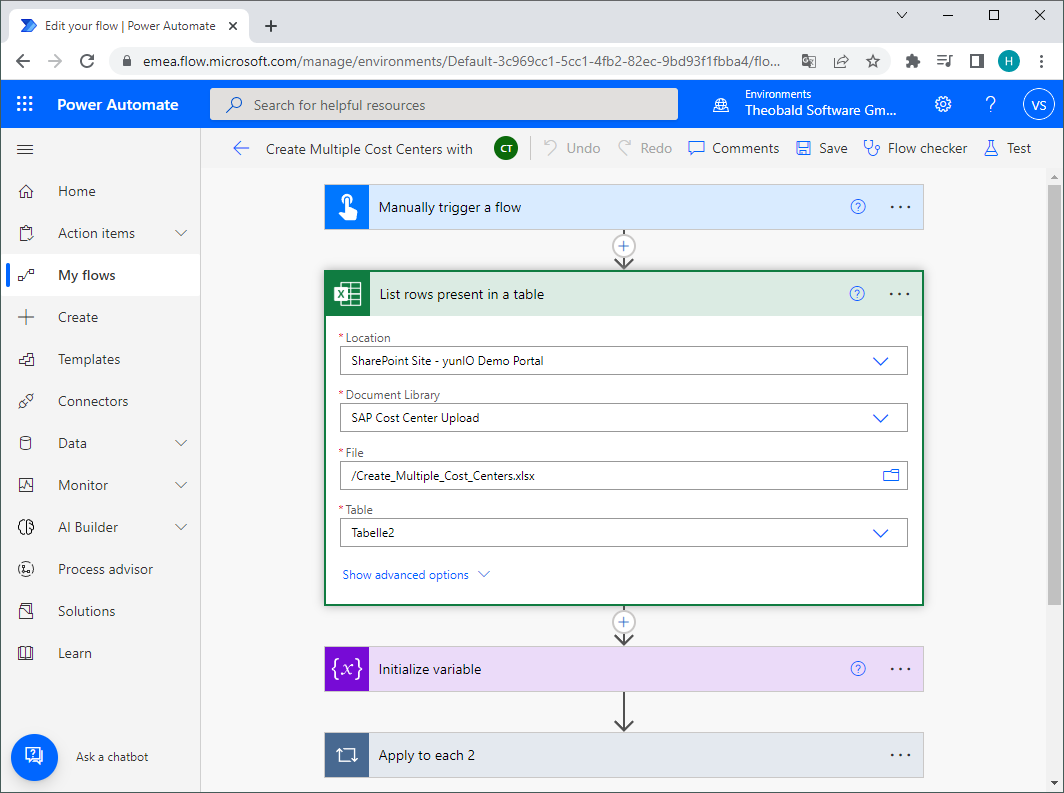 Edit your flow | Power Automate
emea.flow.microsoft.com/manage/environments/Default-3c969cc1-5cc1-4fb2-82ec-9bd93f1fbba4/flo...
H
Power Automate
Search for helpful resources
Environments
Theobald Software Gm...
VS
Create Multiple Cost Centers with
CT
Undo
Redo
Comments
Save
Flow checker
Test
Home
Action items
My flows
Create
Templates
Connectors
Data
Monitor
AI Builder
Process advisor
Solutions
Learn
Ask a chatbot
Manually trigger a flow
List rows present in a table
* Location
SharePoint Site - yunIO Demo Portal
* Document Library
SAP Cost Center Upload
* File
/Create_Multiple_Cost_Centers.xlsx
* Table
Tabelle2
Show advanced options
{x} Initialize variable
Apply to each 2